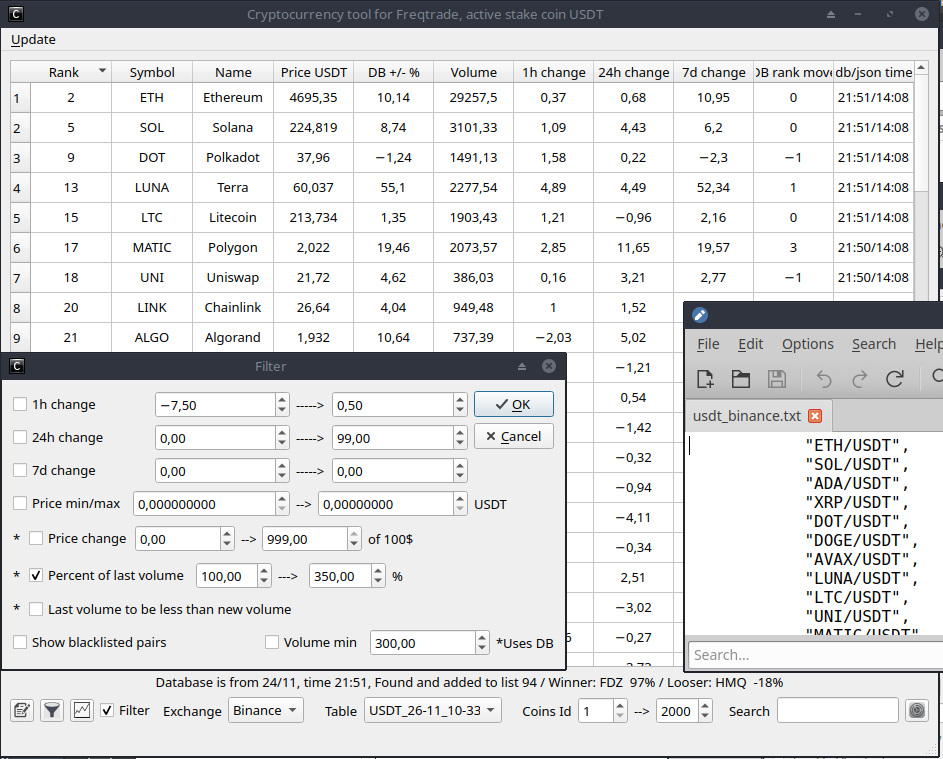 Cryptocurrency tool for Freqtrade, active stake coin USDT
Update
Rank Symbol Name Price USDT DB +/- % Volume 1h change 24h change 7d change DB rank move db/json time
1 2 ETH Ethereum 4695,35 10,14 29257,5 0,37 0,68 10,95 0 21:51/14:08
2 5 SOL Solana 224,819 8,74 3101,33 1,09 4,43 6,2 0 21:51/14:08
3 9 DOT Polkadot 37,96 −1,24 1491,13 1,58 0,22 −2,3 −1 21:51/14:08
4 13 LUNA Terra 60,037 55,1 2277,54 4,89 4,49 52,34 1 21:51/14:08
5 15 LTC Litecoin 213,734 1,35 1903,43 1,21 −0,96 2,16 0 21:51/14:08
6 17 MATIC Polygon 2,022 19,46 2073,57 2,85 11,65 19,57 3 21:50/14:08
7 18 UNI Uniswap 21,72 4,62 386,03 0,16 3,21 2,77 −1 21:50/14:08
8 20 LINK Chainlink 26,64 4,04 949,48 1 1,52
9 21 ALGO Algorand 1,932 10,64 737,39 −2,03 5,02
−1,21
0,54
−1,42
−0,32
−0,94
−4,11
−0,34
2,51
−3,02
6 −0,27
Filter
1h change −7,50 -----> 0,50 OK
24h change 0,00 -----> 99,00 Cancel
7d change 0,00 -----> 0,00
Price min/max 0,000000000 --> 0,00000000 USDT
* Price change 0,00 --> 999,00 of 100$
* Percent of last volume 100,00 ---> 350,00 %
* Last volume to be less than new volume
Show blacklisted pairs Volume min 300,00 *Uses DB
File Edit Options Search Help
usdt_binance.txt
"ETH/USDT",
"SOL/USDT",
"ADA/USDT",
"XRP/USDT",
"DOT/USDT",
"DOGE/USDT",
"AVAX/USDT",
"LUNA/USDT",
"LTC/USDT",
"UNI/USDT",
"MATIC/USDT"
Search...
Database is from 24/11, time 21:51, Found and added to list 94 / Winner: FDZ 97% / Looser: HMQ -18%
Filter Exchange Binance Table USDT_26-11_10-33 Coins Id 1 --> 2000 Search